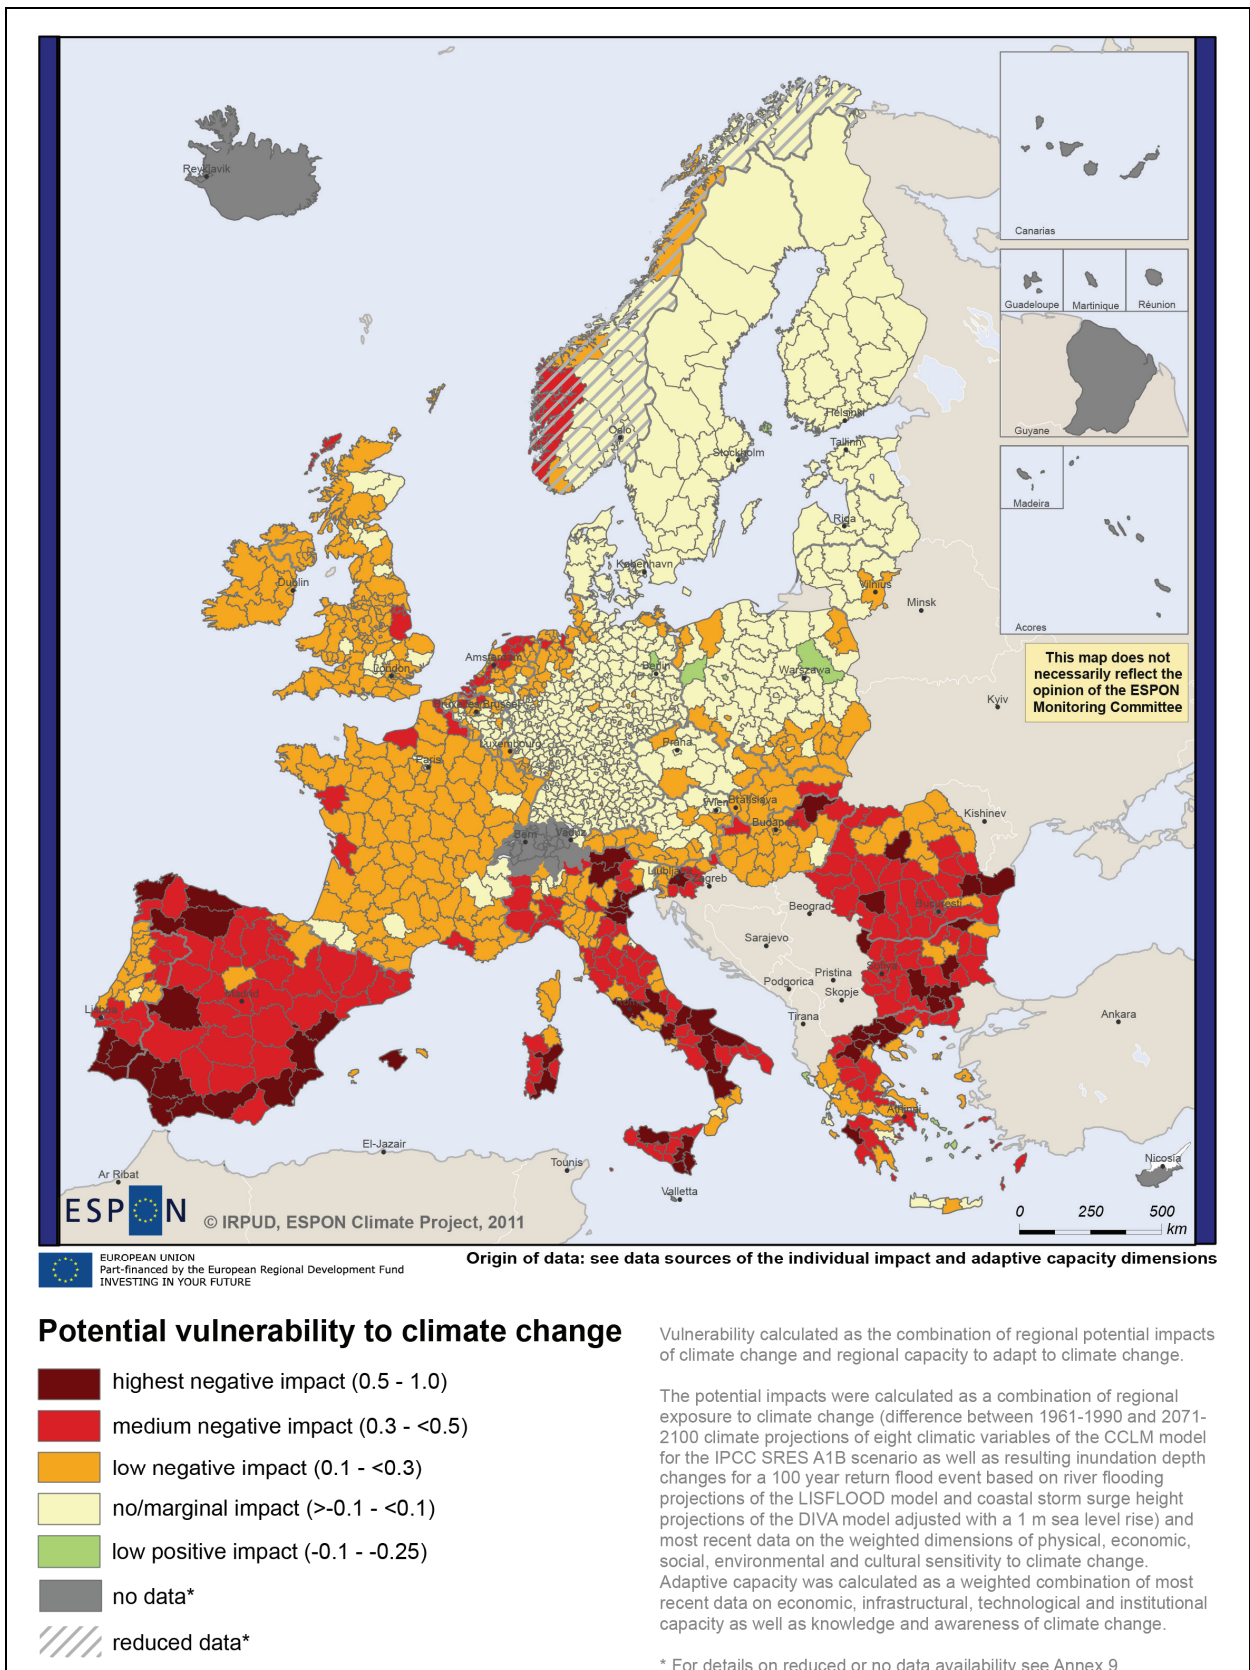 Reykjavik
Canarias
Guadeloupe
Martinique
Réunion
Guyane
Madeira
Acores
Helsinki
Tallinn
Oslo
Stockholm
Riga
København
Dublin
Vilnius
Minsk
This map does not
necessarily reflect the
opinion of the ESPON
Monitoring Committee
Amsterdam
London
Berlin
Warszawa
Kyiv
Bruxelles/Brussel
Luxembourg
Praha
Paris
Wien
Bratislava
Kishinev
Budapest
Bern
Vaduz
Ljubljana
Zagreb
Beograd
Bucuresti
Sarajevo
Sofiya
Pristina
Podgorica
Skopje
Madrid
Roma
Lisboa
Tirana
Ankara
Athinai
El-Jazair
Tounis
Nicosia
Ar Ribat
Valletta
ESPON
© IRPUD, ESPON Climate Project, 2011
0 250 500
km
EUROPEAN UNION
Part-financed by the European Regional Development Fund
INVESTING IN YOUR FUTURE
Origin of data: see data sources of the individual impact and adaptive capacity dimensions
Potential vulnerability to climate change
highest negative impact (0.5 - 1.0)
medium negative impact (0.3 - <0.5)
low negative impact (0.1 - <0.3)
no/marginal impact (>-0.1 - <0.1)
low positive impact (-0.1 - -0.25)
no data*
reduced data*
Vulnerability calculated as the combination of regional potential impacts
of climate change and regional capacity to adapt to climate change.
The potential impacts were calculated as a combination of regional
exposure to climate change (difference between 1961-1990 and 2071-
2100 climate projections of eight climatic variables of the CCLM model
for the IPCC SRES A1B scenario as well as resulting inundation depth
changes for a 100 year return flood event based on river flooding
projections of the LISFLOOD model and coastal storm surge height
projections of the DIVA model adjusted with a 1 m sea level rise) and
most recent data on the weighted dimensions of physical, economic,
social, environmental and cultural sensitivity to climate change.
Adaptive capacity was calculated as a weighted combination of most
recent data on economic, infrastructural, technological and institutional
capacity as well as knowledge and awareness of climate change.
* For details on reduced or no data availability see Annex 9